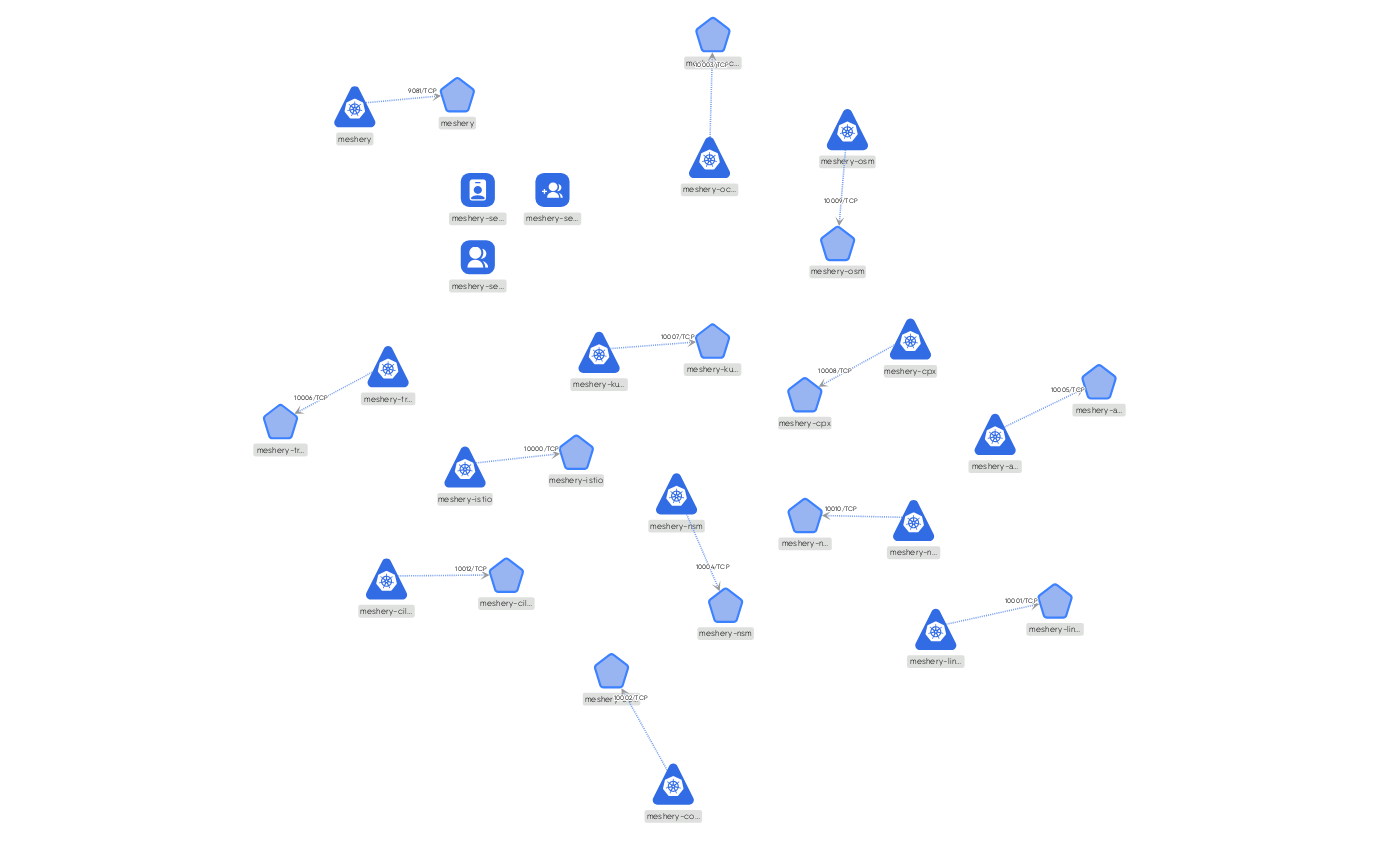 10003/TCP
9081/TCP
meshery
meshery
meshery-osm
meshery-oc...
10009/TCP
meshery-se...
meshery-se...
meshery-osm
meshery-se...
10007/TCP
meshery-ku...
meshery-ku...
10008/TCP
meshery-cpx
meshery-cpx
10006/TCP
meshery-tr...
meshery-tr...
10005/TCP
meshery-a...
meshery-a...
10000/TCP
meshery-istio
meshery-istio
meshery-nsm
10010/TCP
meshery-n...
meshery-n...
10012/TCP
meshery-cil...
meshery-cil...
10004/TCP
meshery-nsm
10001/TCP
meshery-lin...
meshery-lin...
10002/TCP
meshery-co...